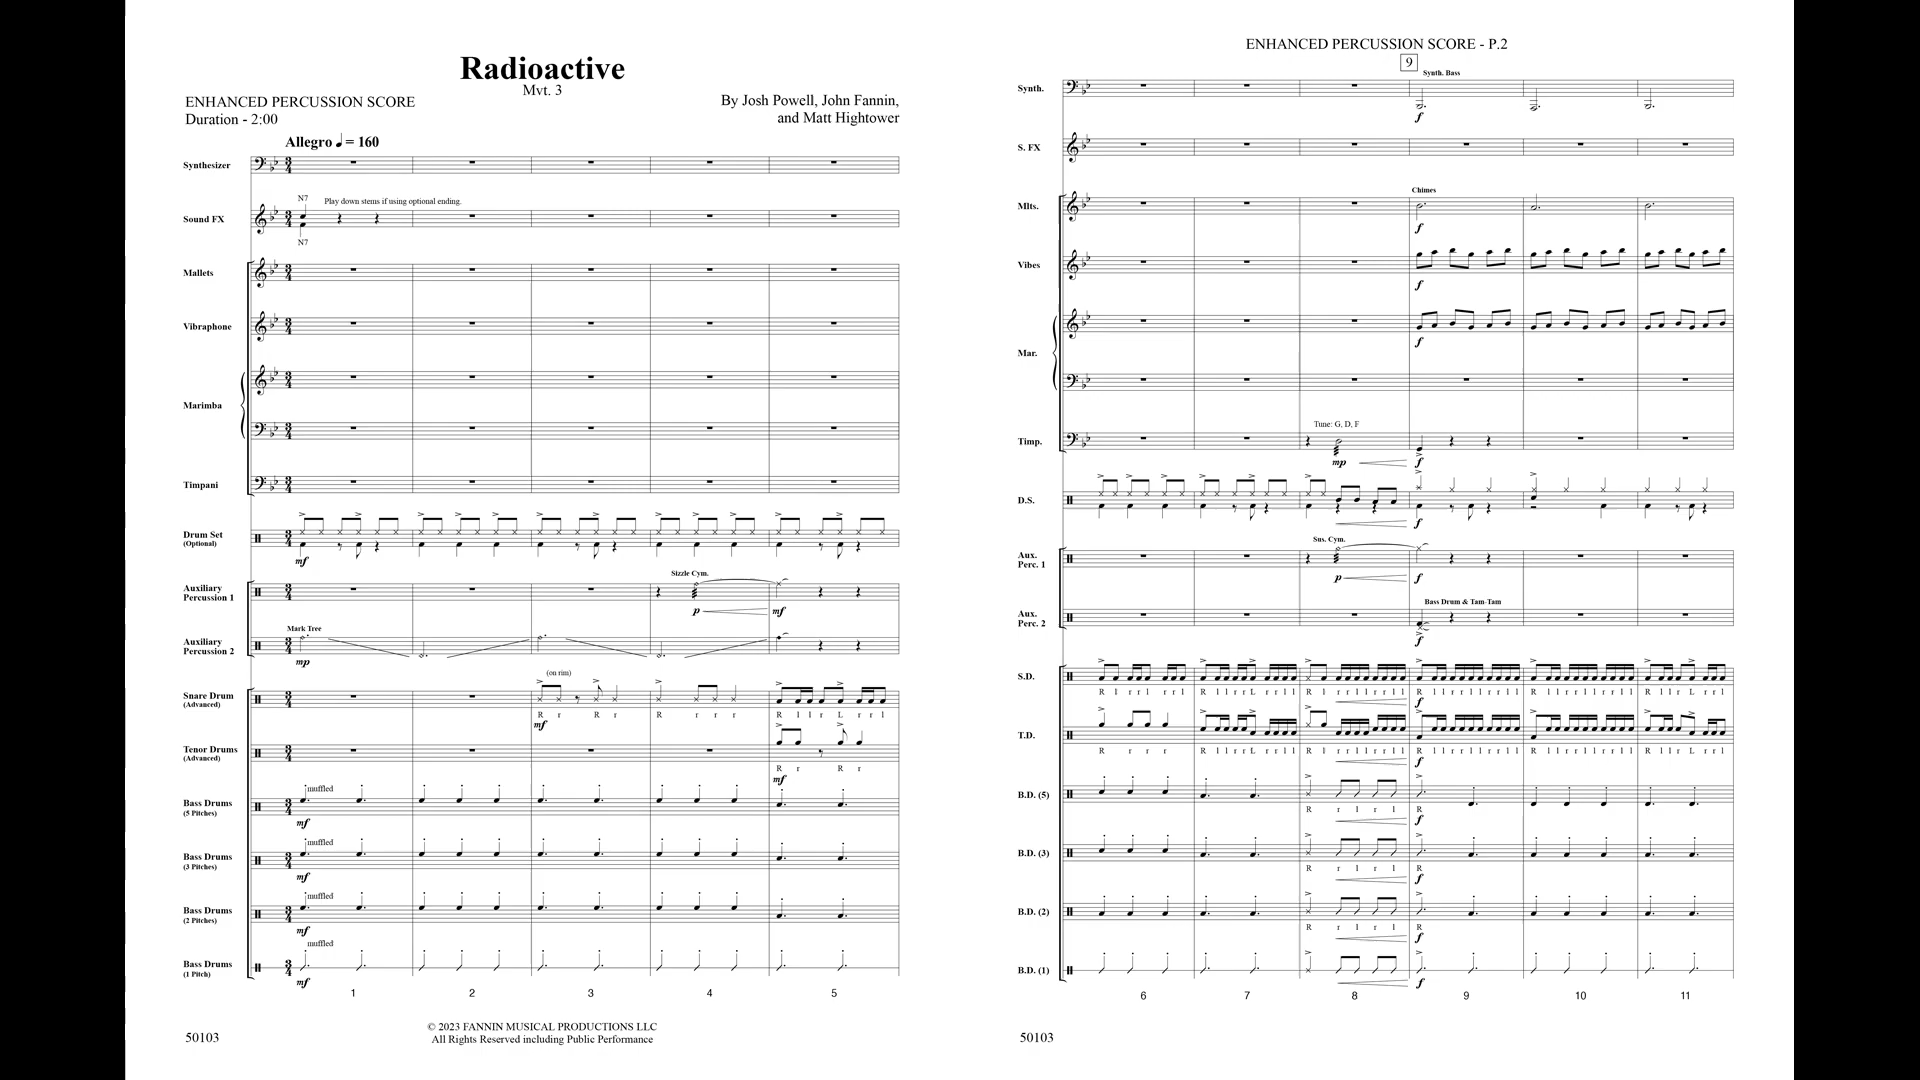 Radioactive
Mvt. 3
ENHANCED PERCUSSION SCORE
Duration - 2:00
By Josh Powell, John Fannin,
and Matt Hightower
Allegro ♩ = 160
Synthesizer
Sound FX
N7
Play down stems if using optional ending.
N7
Mallets
Vibraphone
Marimba
Timpani
Drum Set
(Optional)
mf
Auxiliary
Percussion 1
Sizzle Cym.
p mf
Auxiliary
Percussion 2
Mark Tree
mp
Snare Drum
(Advanced)
(on rim)
R r R r R r r r R l l r L r r l
mf
Tenor Drums
(Advanced)
R r R r
mf
Bass Drums
(5 Pitches)
muffled
mf
Bass Drums
(3 Pitches)
muffled
mf
Bass Drums
(2 Pitches)
muffled
mf
Bass Drums
(1 Pitch)
muffled
mf
1 2 3 4 5
50103
© 2023 FANNIN MUSICAL PRODUCTIONS LLC
All Rights Reserved including Public Performance
ENHANCED PERCUSSION SCORE - P.2
9
Synth.
Synth. Bass
f
S. FX
Mlts.
Chimes
f
Vibes
f
Mar.
f
Timp.
Tune: G, D, F
mp f
D.S.
f
Aux.
Perc. 1
Sus. Cym.
p f
Aux.
Perc. 2
Bass Drum & Tam-Tam
f
S.D.
f
T.D.
f
B.D. (5)
R r l r l R
f
B.D. (3)
R r l r l R
f
B.D. (2)
R r l r l R
f
B.D. (1)
f
6 7 8 9 10 11
50103